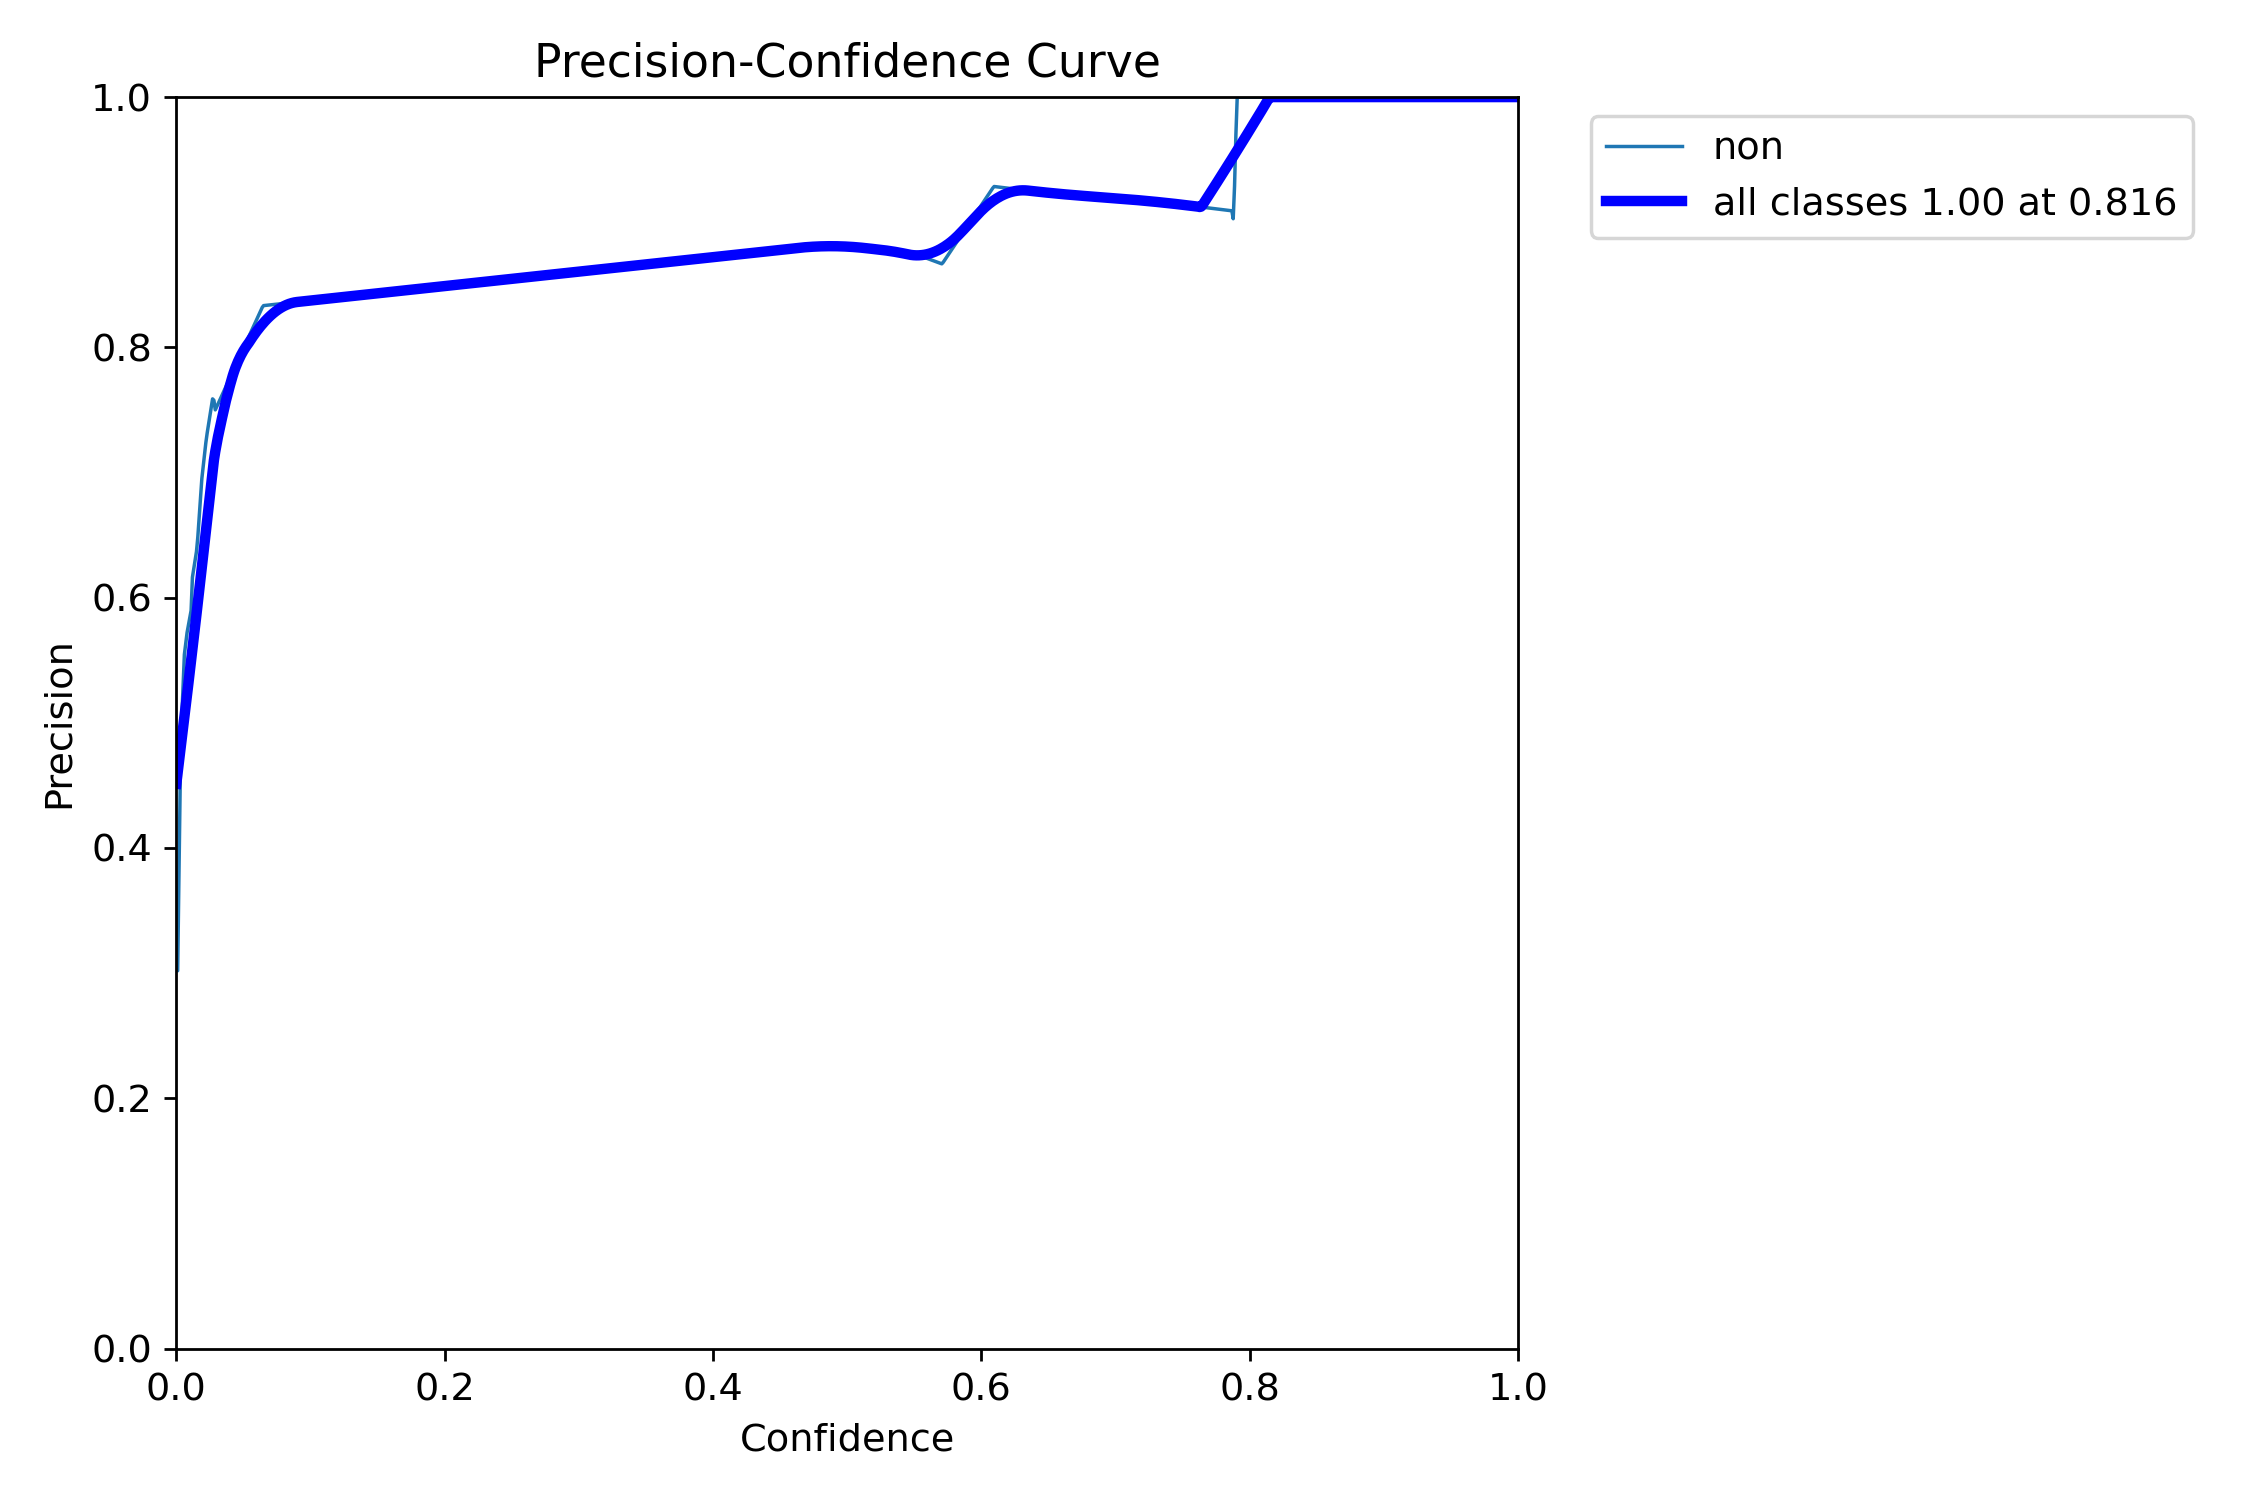 Precision-Confidence Curve
1.0
0.8
0.6
0.4
0.2
0.0
Precision
0.0 0.2 0.4 0.6 0.8 1.0
Confidence
non
all classes 1.00 at 0.816